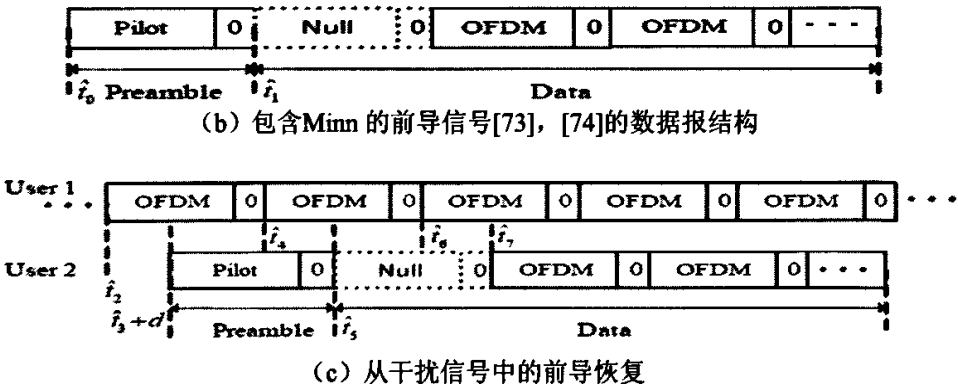 Pilot 0 Null 0 OFDM 0 OFDM 0 - - -
t̂₀ Preamble t̂₁ Data
（b）包含Minn 的前导信号[73]，[74]的数据报结构
User 1 • • • OFDM 0 OFDM 0 OFDM 0 OFDM 0 OFDM 0 • • •
t̂₄ t̂₆ t̂₇
User 2 Pilot 0 Null 0 OFDM 0 OFDM 0 • • •
t̂₂
t̂₃ + d Preamble t̂₅ Data
（c）从干扰信号中的前导恢复